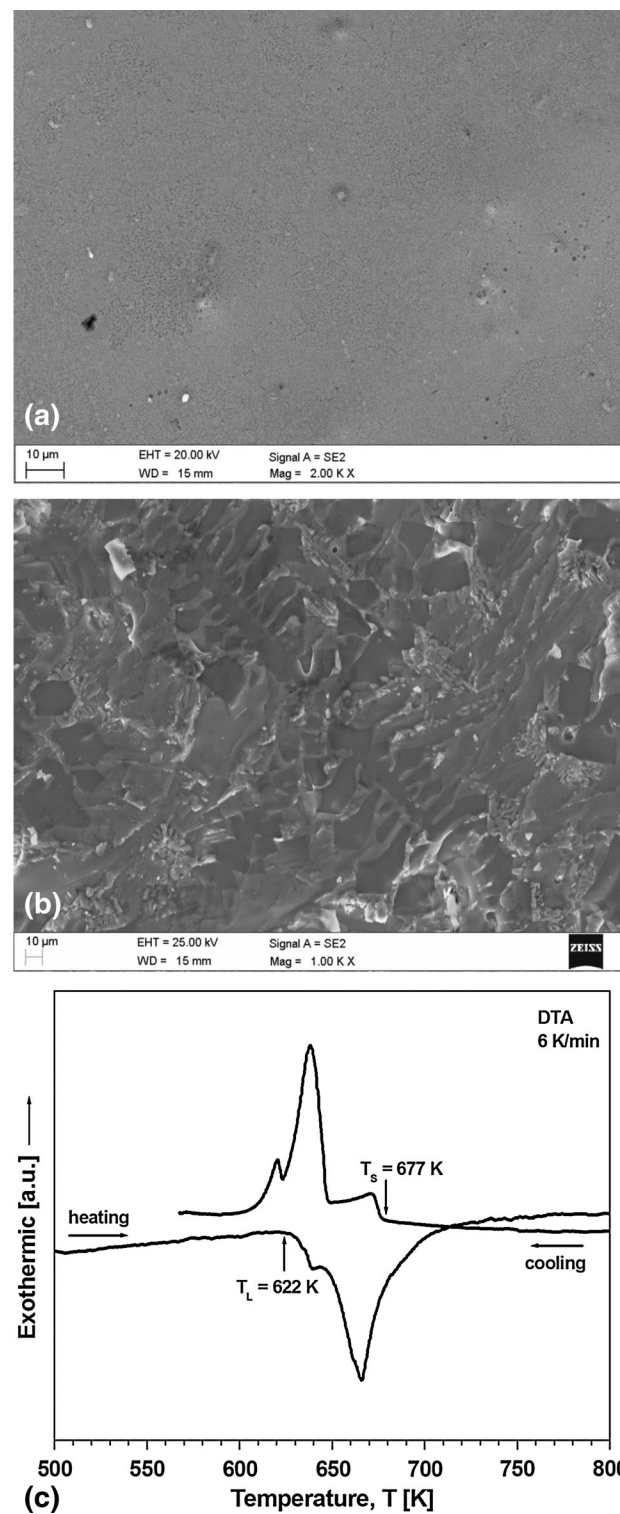 (a)
10 µm
EHT = 20.00 kV
Signal A = SE2
WD = 15 mm
Mag = 2.00 K X
(b)
10 µm
EHT = 25.00 kV
Signal A = SE2
WD = 15 mm
Mag = 1.00 K X
ZEISS
DTA
6 K/min
Exothermic [a.u.]
TS = 677 K
heating
cooling
TL = 622 K
500 550 600 650 700 750 800
Temperature, T [K]
(c)